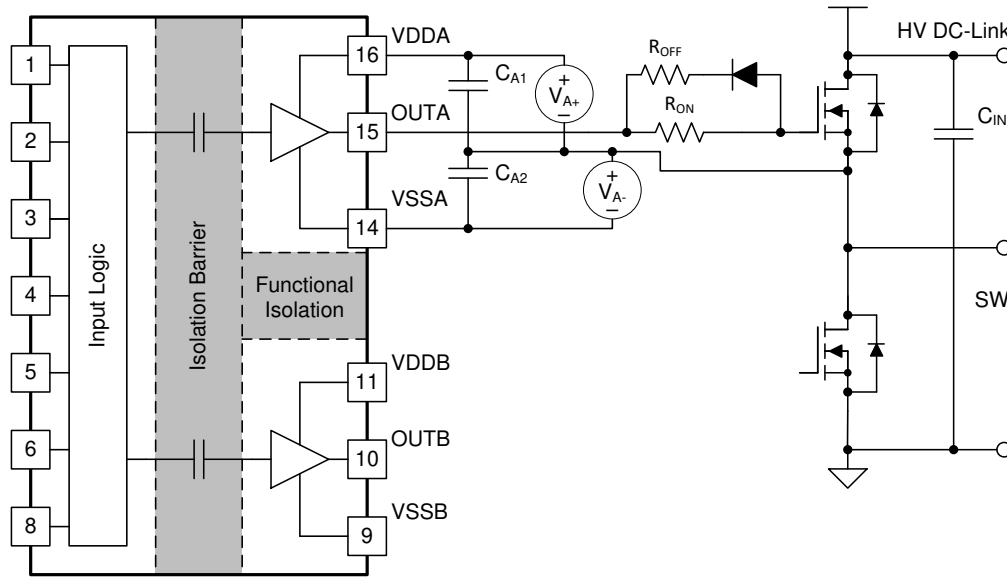 1
2
3
4
5
6
8
Input Logic
Isolation Barrier
Functional
Isolation
16
15
14
11
10
9
VDDA
OUTA
VSSA
VDDB
OUTB
VSSB
CA1
CA2
+
VA+
−
+
VA-
−
ROFF
RON
HV DC-Link
CIN
SW